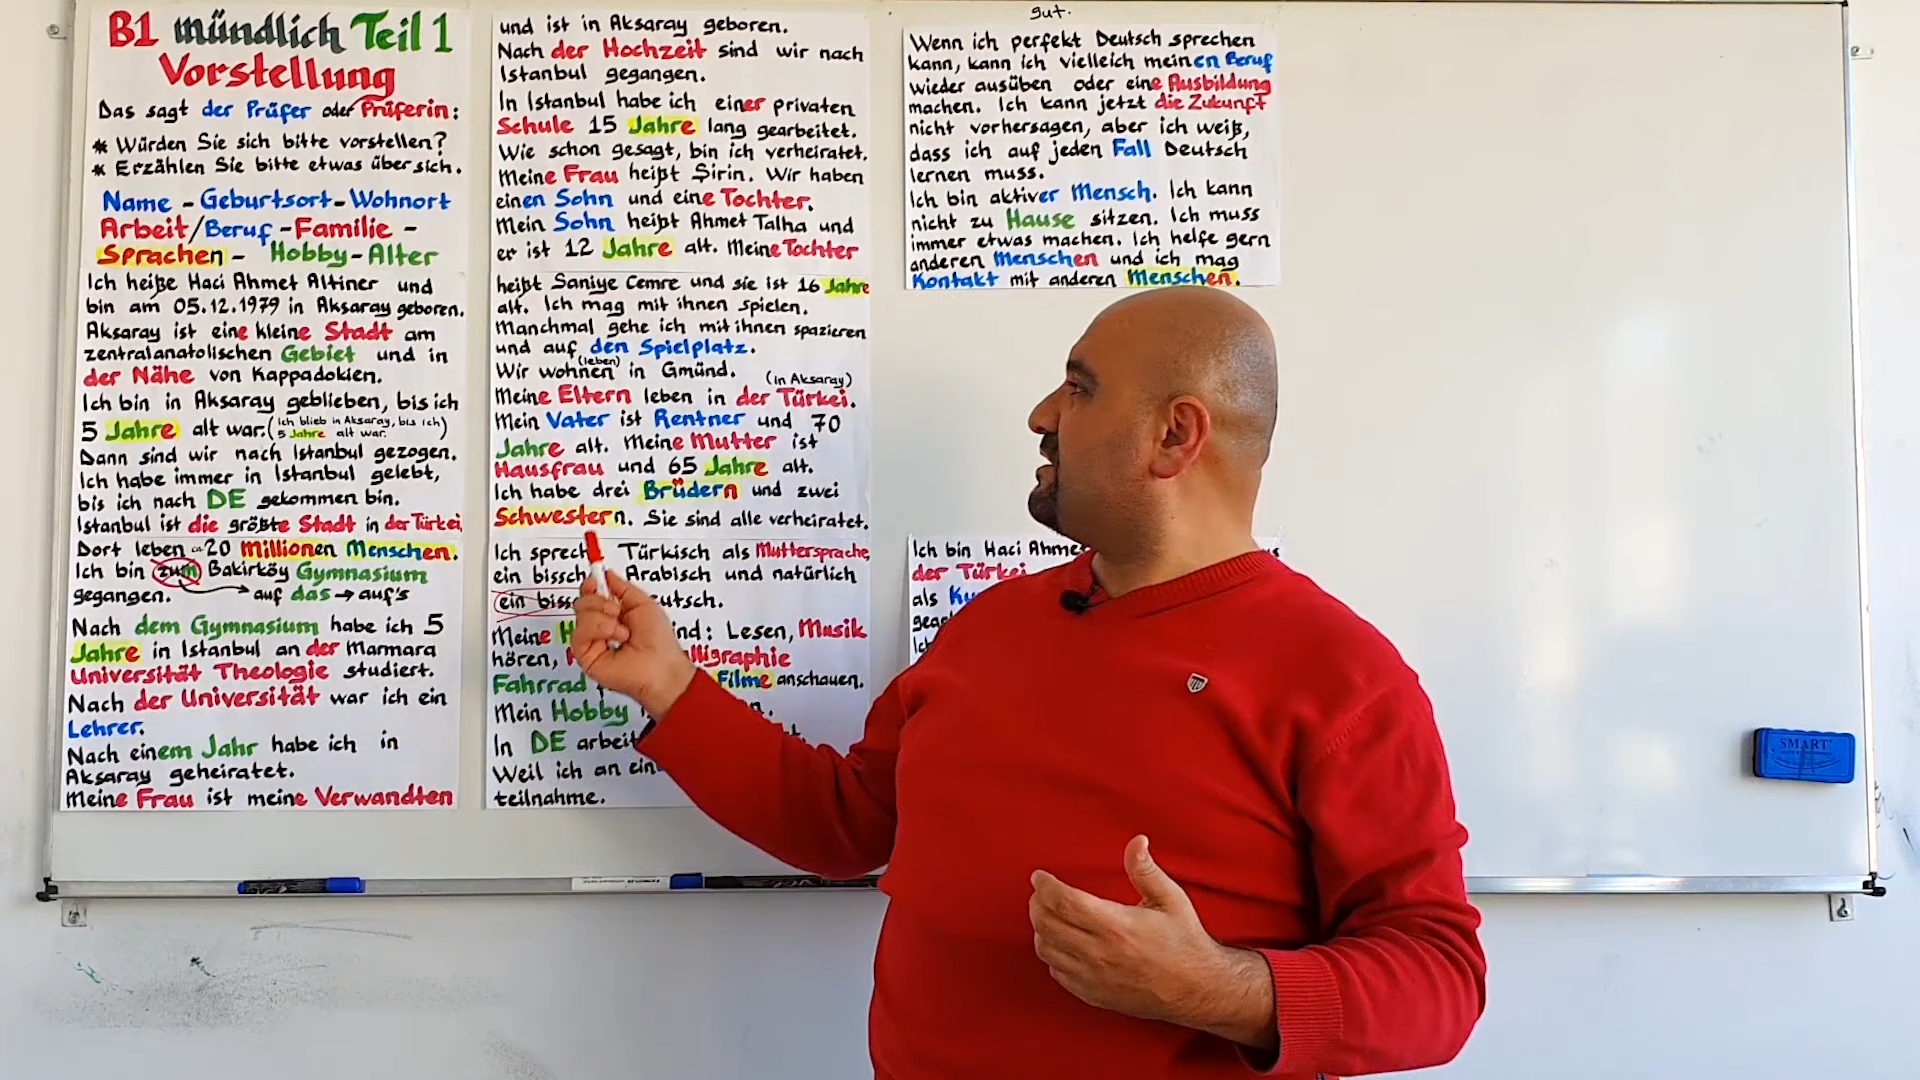 B1 mündlich Teil 1
Vorstellung
Das sagt der Prüfer oder Prüferin:
* Würden Sie sich bitte vorstellen?
* Erzählen Sie bitte etwas über sich.
Name - Geburtsort - Wohnort
Arbeit/Beruf - Familie -
Sprachen - Hobby - Alter
Ich heiße Haci Ahmet Altiner und
bin am 05.12.1979 in Aksaray geboren.
Aksaray ist eine kleine Stadt am
zentralanatolischen Gebiet und in
der Nähe von Kappadokien.
Ich bin in Aksaray geblieben, bis ich
5 Jahre alt war. (Ich blieb in Aksaray, bis ich
5 Jahre alt war.)
Dann sind wir nach Istanbul gezogen.
Ich habe immer in Istanbul gelebt,
bis ich nach DE gekommen bin.
Istanbul ist die größte Stadt in der Türkei.
Dort leben ca 20 Millionen Menschen.
Ich bin zum Bakirköy Gymnasium
gegangen. auf das → auf's
Nach dem Gymnasium habe ich 5
Jahre in Istanbul an der Marmara
Universität Theologie studiert.
Nach der Universität war ich ein
Lehrer.
Nach einem Jahr habe ich in
Aksaray geheiratet.
Meine Frau ist meine Verwandten
und ist in Aksaray geboren.
Nach der Hochzeit sind wir nach
Istanbul gegangen.
In Istanbul habe ich einer privaten
Schule 15 Jahre lang gearbeitet.
Wie schon gesagt, bin ich verheiratet.
Meine Frau heißt Şirin. Wir haben
einen Sohn und eine Tochter.
Mein Sohn heißt Ahmet Talha und
er ist 12 Jahre alt. Meine Tochter
heißt Saniye Cemre und sie ist 16 Jahre
alt. Ich mag mit ihnen spielen.
Manchmal gehe ich mit ihnen spazieren
und auf den Spielplatz.
(leben)
Wir wohnen in Gmünd.
(in Aksaray)
Meine Eltern leben in der Türkei.
Mein Vater ist Rentner und 70
Jahre alt. Meine Mutter ist
Hausfrau und 65 Jahre alt.
Ich habe drei Brüdern und zwei
Schwestern. Sie sind alle verheiratet.
Ich sprech Türkisch als Muttersprache
ein bissch Arabisch und natürlich
ein biss eutsch.
Meine H ind: Lesen, Musik
hören, lligraphie
Fahrrad Filme anschauen.
Mein Hobby
In DE arbeit
Weil ich an ein
teilnahme.
gut.
Wenn ich perfekt Deutsch sprechen
kann, kann ich vielleich meinen Beruf
wieder ausüben oder eine Ausbildung
machen. Ich kann jetzt die Zukunft
nicht vorhersagen, aber ich weiß,
dass ich auf jeden Fall Deutsch
lernen muss.
Ich bin aktiver Mensch. Ich kann
nicht zu Hause sitzen. Ich muss
immer etwas machen. Ich helfe gern
anderen Menschen und ich mag
Kontakt mit anderen Menschen.
Ich bin Haci Ahme
der Türkei
als Ku
gear
Ich
SMART